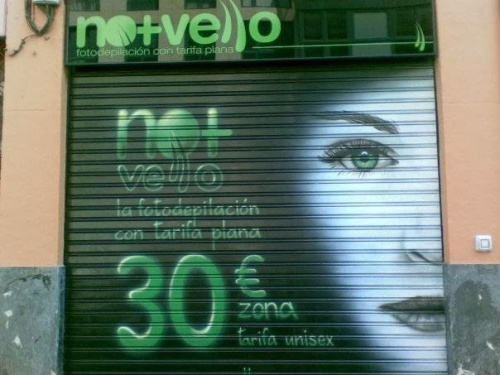 no+vello
fotodepilación con tarifa plana
no+
vello
la fotodepilación
con tarifa plana
30 €
zona
tarifa unisex